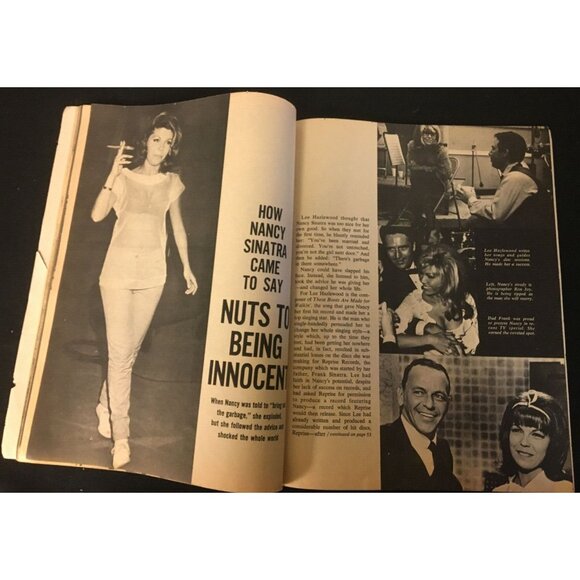 HOW
NANCY
SINATRA
CAME
TO SAY
NUTS TO
BEING
INNOCENT
When Nancy was told to "bring up
the garbage," she exploded,
but she followed the advice and
shocked the whole world
Lee Hazlewood thought that
Nancy Sinatra was too nice for her
own good. So when they met for
the first time, he bluntly reminded
her: "You've been married and
divorced. You're not untouched,
you're not the girl next door." And
then he added: "There's garbage
in there somewhere."
Nancy could have slapped his
face. Instead, she listened to him,
took the advice he was giving her
—and changed her whole life.
For Lee Hazlewood is the com-
poser of These Boots Are Made for
Walkin', the song that gave Nancy
her first hit record and made her a
top singing star. He is the man who
single-handedly persuaded her to
change her whole singing style—a
style which, up to the time they
met, had been getting her nowhere
and had, in fact, resulted in sub-
stantial losses on the discs she was
making for Reprise Records, the
company which was started by her
father, Frank Sinatra. Lee had
faith in Nancy's potential, despite
her lack of success on records, and
had asked Reprise for permission
to produce a record featuring
Nancy—a record which Reprise
would then release. Since Lee had
already women and produced a
considerable number of hit discs,
Reprise—after / continued on page 53
Lee Hazlewood writes
her songs and guides
Nancy's disc sessions.
He made her a success.
Left, Nancy's steady is
photographer Ron Joy.
He is being tipped as
the man she will marry.
Dad Frank was proud
to present Nancy in
TV special. She
earned the coveted spot.